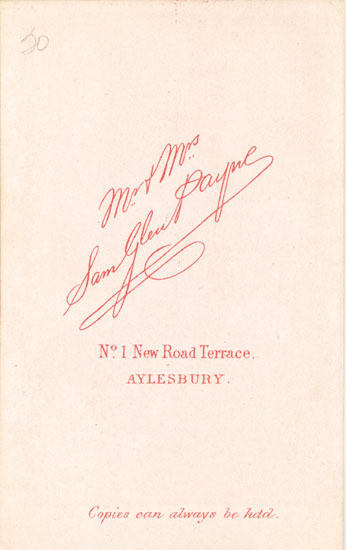 50
Mr. & Mrs
Sam Glen Payne
No. 1 New Road Terrace.
AYLESBURY.
Copies can always be had.